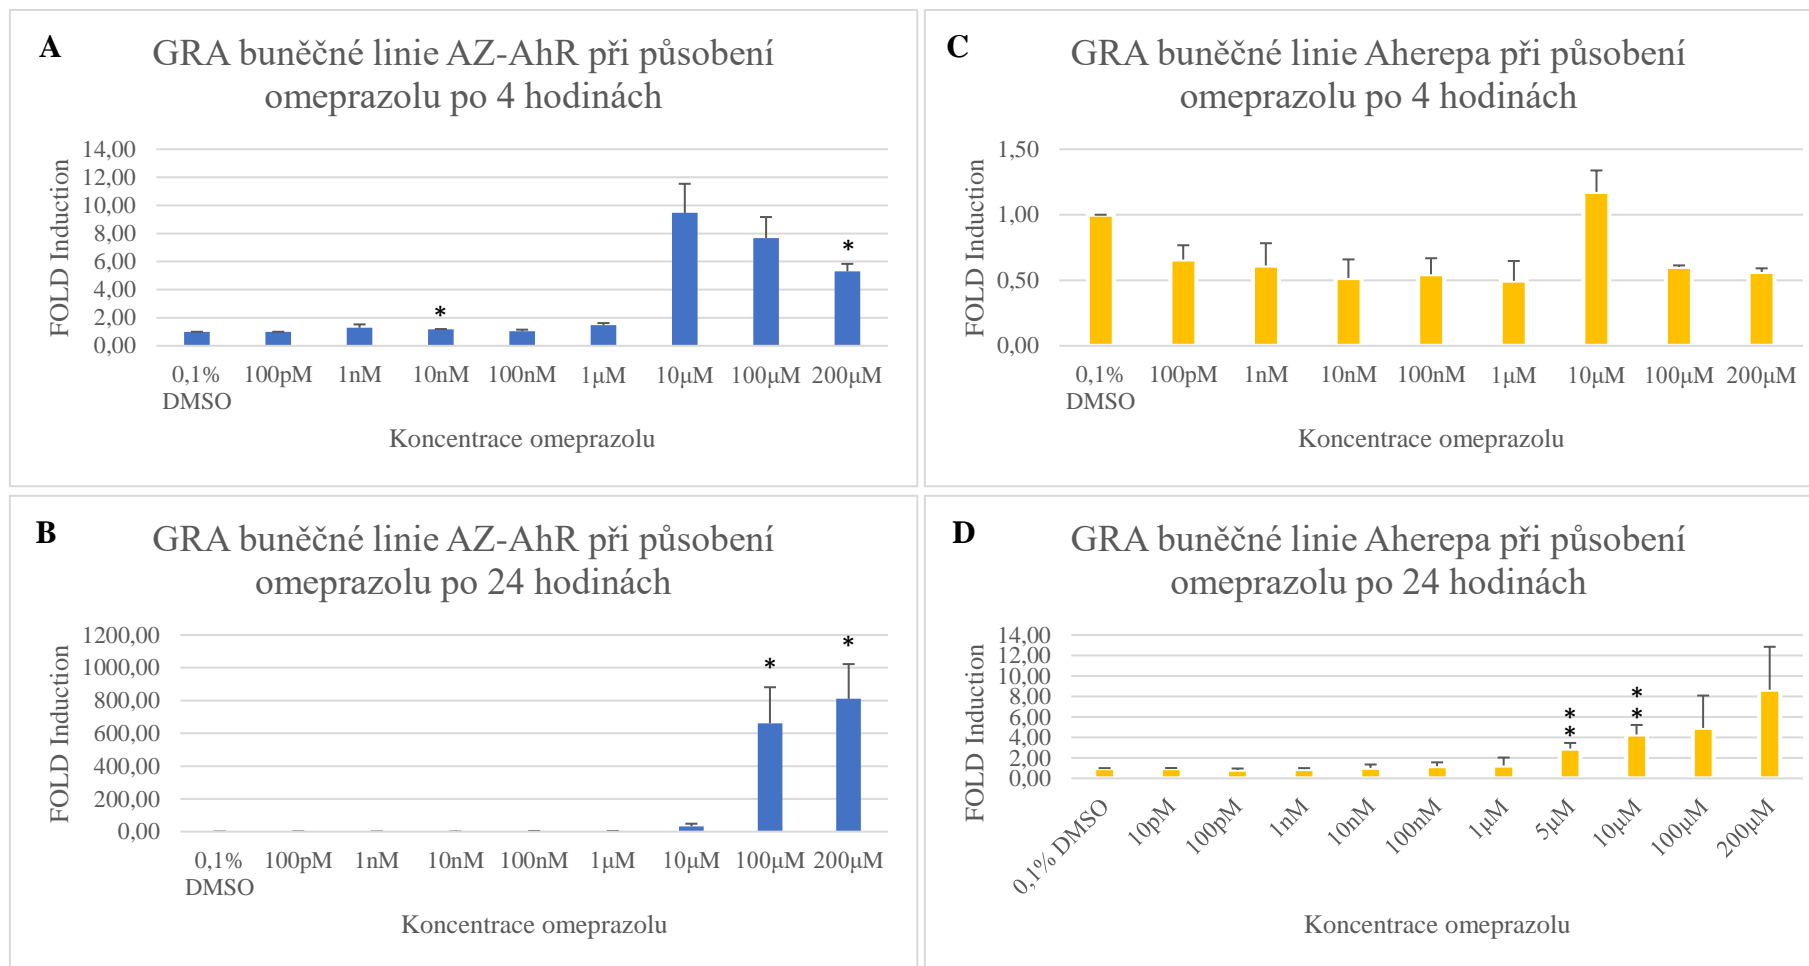 A
GRA buněčné linie AZ-AhR při působení
omeprazolu po 4 hodinách
FOLD Induction
14,00
12,00
10,00
8,00
6,00
4,00
2,00
0,00
*
*
0,1% DMSO
100pM
1nM
10nM
100nM
1μM
10μM
100μM
200μM
Koncentrace omeprazolu
C
GRA buněčné linie Aherepa při působení
omeprazolu po 4 hodinách
FOLD Induction
1,50
1,00
0,50
0,00
0,1% DMSO
100pM
1nM
10nM
100nM
1μM
10μM
100μM
200μM
Koncentrace omeprazolu
B
GRA buněčné linie AZ-AhR při působení
omeprazolu po 24 hodinách
FOLD Induction
1200,00
1000,00
800,00
600,00
400,00
200,00
0,00
*
*
0,1% DMSO
100pM
1nM
10nM
100nM
1μM
10μM
100μM
200μM
Koncentrace omeprazolu
D
GRA buněčné linie Aherepa při působení
omeprazolu po 24 hodinách
FOLD Induction
14,00
12,00
10,00
8,00
6,00
4,00
2,00
0,00
**
**
0,1% DMSO
10pM
100pM
1nM
10nM
100nM
1μM
5μM
10μM
100μM
200μM
Koncentrace omeprazolu